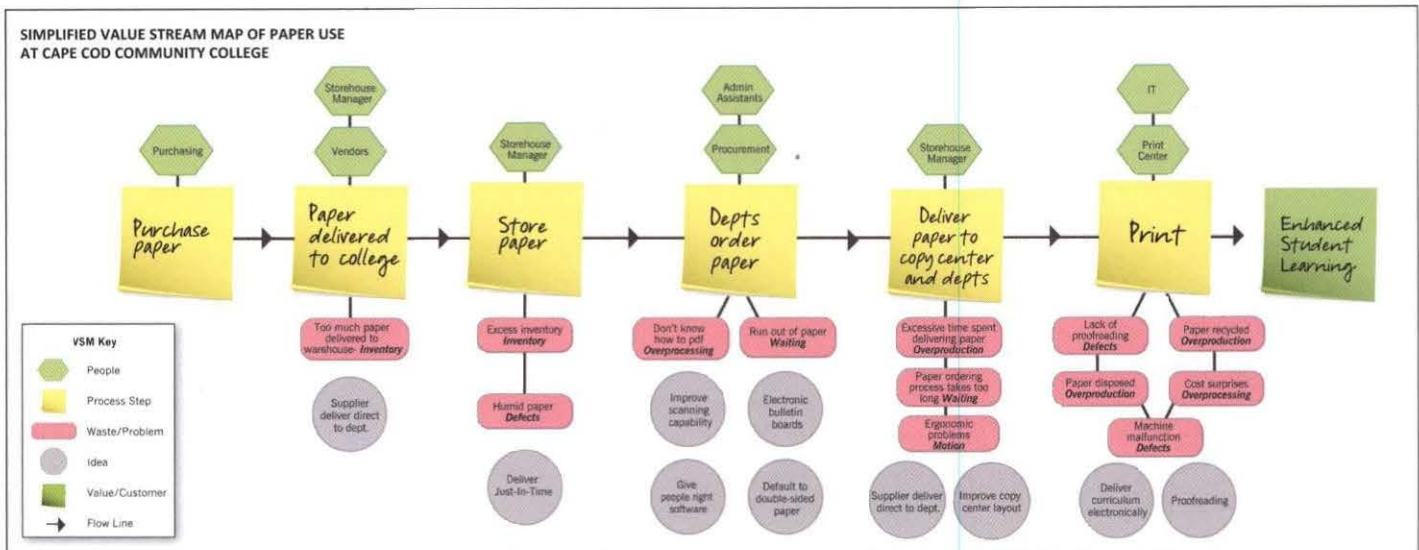 SIMPLIFIED VALUE STREAM MAP OF PAPER USE
AT CAPE COD COMMUNITY COLLEGE
Purchasing
Purchase
paper
Storehouse
Manager
Vendors
Paper
delivered
to college
Too much paper
delivered to
warehouse- Inventory
Supplier
deliver direct
to dept.
Storehouse
Manager
Store
paper
Excess inventory
Inventory
Humid paper
Defects
Deliver
Just-In-Time
Admin
Assistants
Procurement
Depts
order
paper
Don't know
how to pdf
Overprocessing
Run out of paper
Waiting
Improve
scanning
capability
Electronic
bulletin
boards
Give
people right
software
Default to
double-sided
paper
Storehouse
Manager
Deliver
paper to
copy center
and depts
Excessive time spent
delivering paper
Overproduction
Paper ordering
process takes too
long Waiting
Ergonomic
problems
Motion
Supplier deliver
direct to dept.
Improve copy
center layout
IT
Print
Center
Print
Lack of
proofreading
Defects
Paper recycled
Overproduction
Paper disposed
Overproduction
Cost surprises
Overprocessing
Machine
malfunction
Defects
Deliver
curriculum
electronically
Proofreading
Enhanced
Student
Learning
VSM Key
People
Process Step
Waste/Problem
Idea
Value/Customer
Flow Line